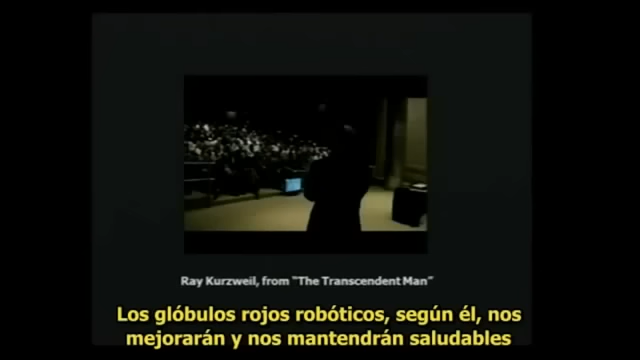 Ray Kurzweil, from "The Transcendent Man"
Los glóbulos rojos robóticos, según él, nos
mejorarán y nos mantendrán saludables